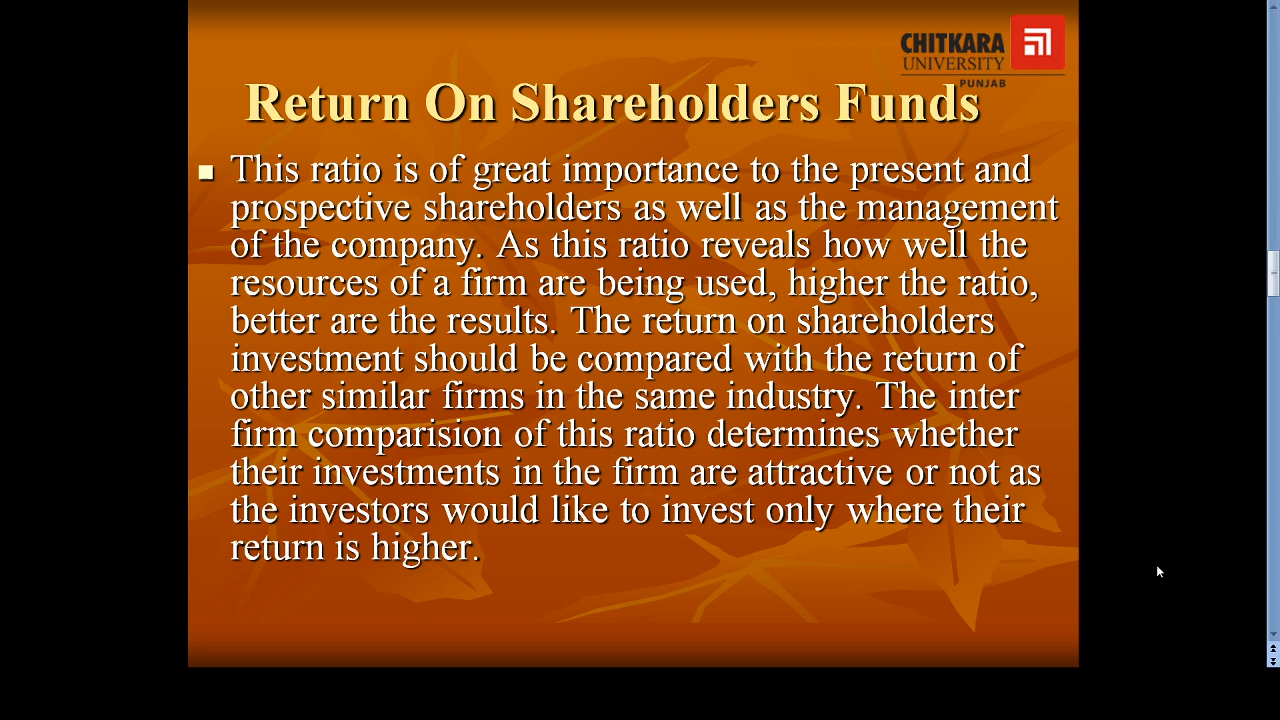 CHITKARA
UNIVERSITY
PUNJAB
Return On Shareholders Funds
This ratio is of great importance to the present and
prospective shareholders as well as the management
of the company. As this ratio reveals how well the
resources of a firm are being used, higher the ratio,
better are the results. The return on shareholders
investment should be compared with the return of
other similar firms in the same industry. The inter
firm comparision of this ratio determines whether
their investments in the firm are attractive or not as
the investors would like to invest only where their
return is higher.